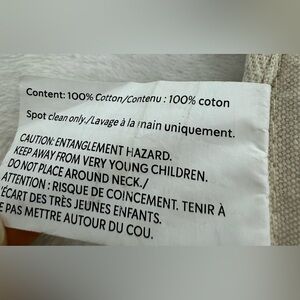 Content: 100% Cotton/Contenu : 100% coton
Spot clean only./Lavage à la main uniquement.
CAUTION: ENTANGLEMENT HAZARD.
KEEP AWAY FROM VERY YOUNG CHILDREN.
DO NOT PLACE AROUND NECK./
ATTENTION : RISQUE DE COINCEMENT. TENIR À
L'ÉCART DES TRÈS JEUNES ENFANTS.
E PAS METTRE AUTOUR DU COU.